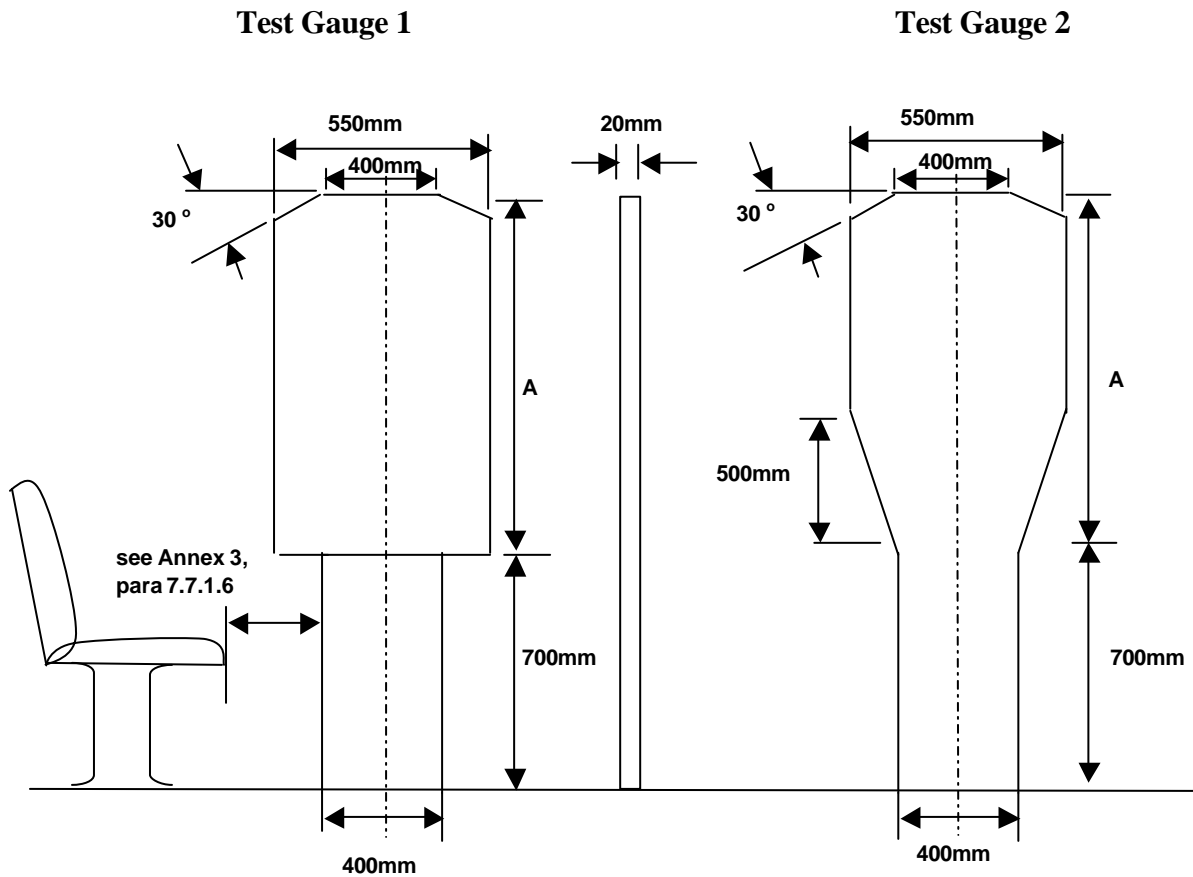 Test Gauge 1
Test Gauge 2
550mm
20mm
550mm
400mm
400mm
30 °
30 °
A
A
500mm
see Annex 3,
para 7.7.1.6
700mm
700mm
400mm
400mm